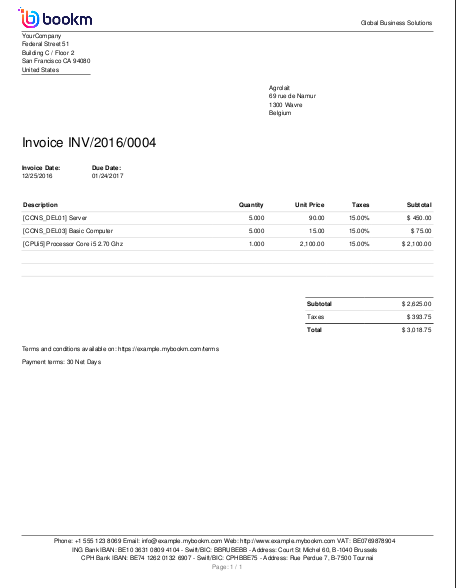 bookm
Global Business Solutions
YourCompany
Federal Street 51
Building C / Floor 2
San Francisco CA 94080
United States
Agrolait
69 rue de Namur
1300 Wavre
Belgium
Invoice INV/2016/0004
Invoice Date: Due Date:
12/25/2016 01/24/2017
Description Quantity Unit Price Taxes Subtotal
[CONS_DEL01] Server 5.000 90.00 15.00% $ 450.00
[CONS_DEL03] Basic Computer 5.000 15.00 15.00% $ 75.00
[CPUi5] Processor Core i5 2.70 Ghz 1.000 2,100.00 15.00% $ 2,100.00
Subtotal $ 2,625.00
Taxes $ 393.75
Total $ 3,018.75
Terms and conditions available on: https://example.mybookm.com/terms
Payment terms: 30 Net Days
Phone: +1 555 123 8069 Email: info@example.mybookm.com Web: http://www.example.mybookm.com VAT: BE0769878904
ING Bank IBAN: BE10 3631 0809 4104 - Swift/BIC: BBRUBEBB - Address: Court St Michel 60, B-1040 Brussels
CPH Bank IBAN: BE74 1262 0132 6907 - Swift/BIC: CPHBBE75 - Address: Rue Perdue 7, B-7500 Tournai
Page: 1 / 1